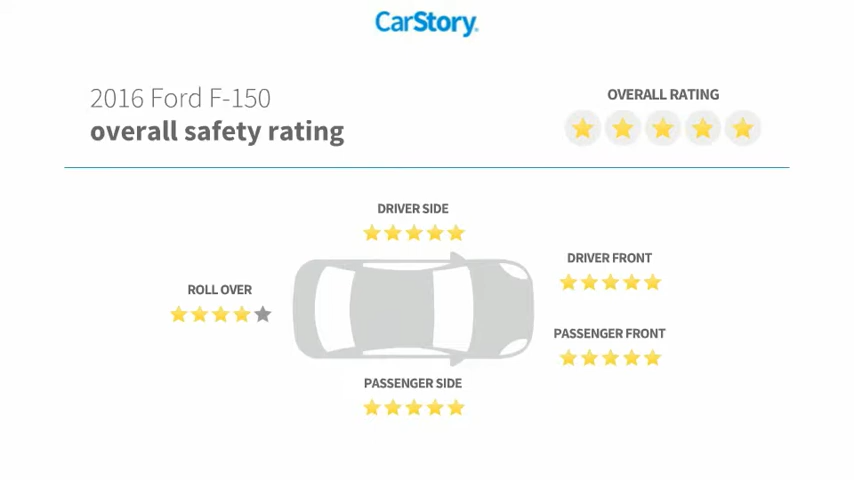 CarStory.
2016 Ford F-150
overall safety rating
OVERALL RATING
DRIVER SIDE
DRIVER FRONT
ROLL OVER
PASSENGER FRONT
PASSENGER SIDE